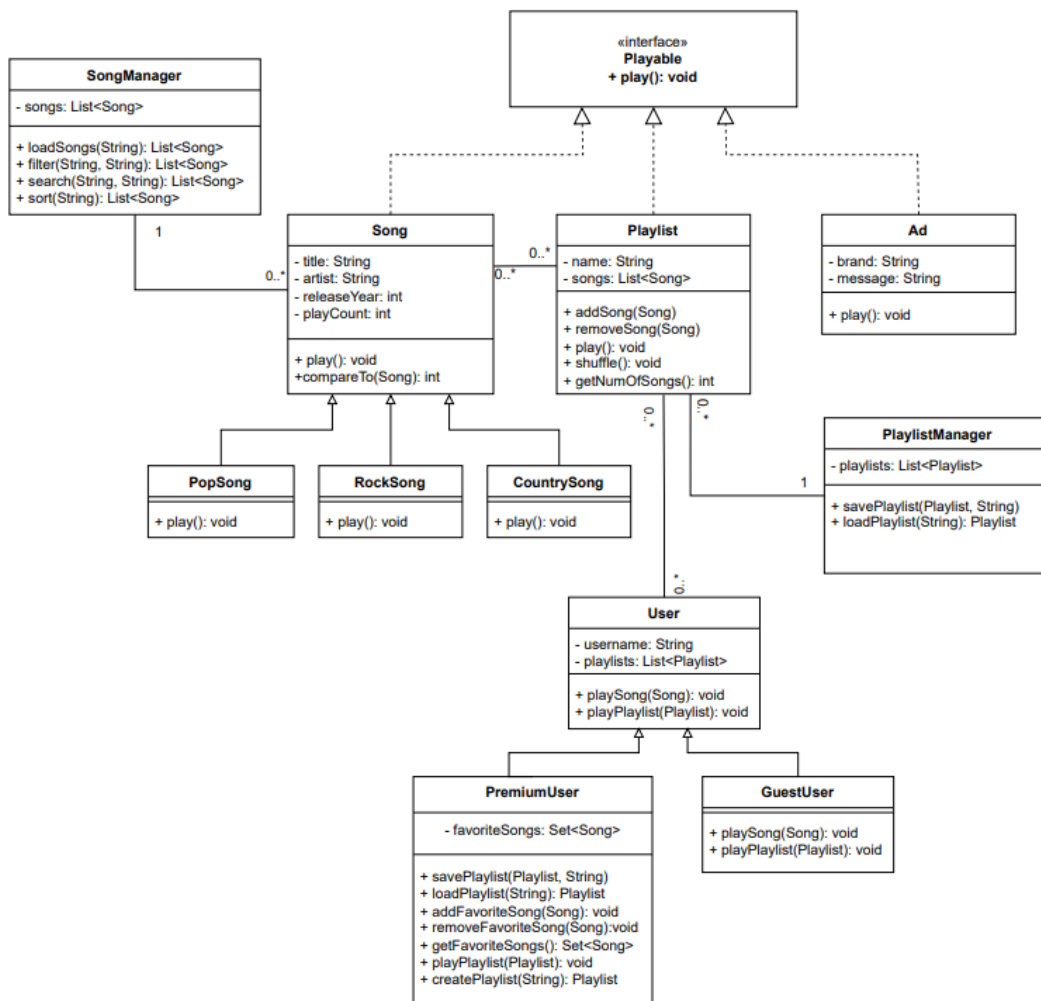 «interface»
Playable
+ play(): void
SongManager
- songs: List<Song>
+ loadSongs(String): List<Song>
+ filter(String, String): List<Song>
+ search(String, String): List<Song>
+ sort(String): List<Song>
1
0..*
Song
- title: String
- artist: String
- releaseYear: int
- playCount: int
+ play(): void
+compareTo(Song): int
0..*
0..*
Playlist
- name: String
- songs: List<Song>
+ addSong(Song)
+ removeSong(Song)
+ play(): void
+ shuffle(): void
+ getNumOfSongs(): int
Ad
- brand: String
- message: String
+ play(): void
0..*
0..*
PlaylistManager
- playlists: List<Playlist>
+ savePlaylist(Playlist, String)
+ loadPlaylist(String): Playlist
1
PopSong
+ play(): void
RockSong
+ play(): void
CountrySong
+ play(): void
0..*
User
- username: String
- playlists: List<Playlist>
+ playSong(Song): void
+ playPlaylist(Playlist): void
PremiumUser
- favoriteSongs: Set<Song>
+ savePlaylist(Playlist, String)
+ loadPlaylist(String): Playlist
+ addFavoriteSong(Song): void
+ removeFavoriteSong(Song):void
+ getFavoriteSongs(): Set<Song>
+ playPlaylist(Playlist): void
+ createPlaylist(String): Playlist
GuestUser
+ playSong(Song): void
+ playPlaylist(Playlist): void